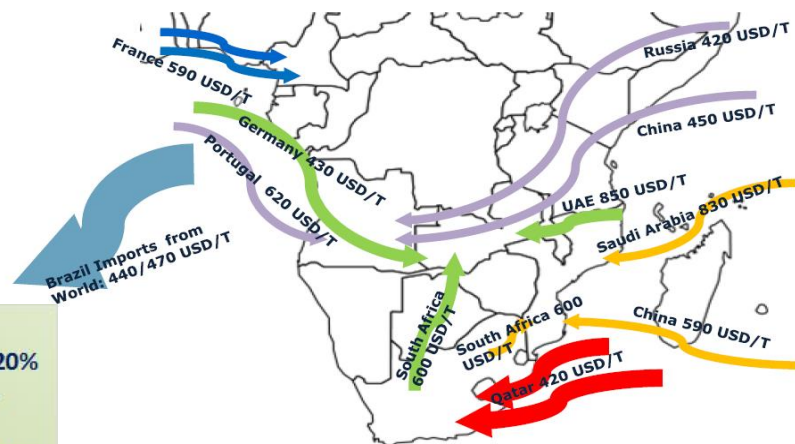 Russia 420 USD/T
France 590 USD/T
China 450 USD/T
Germany 430 USD/T
Portugal 620 USD/T
UAE 850 USD/T
Saudi Arabia 830 USD/T
Brazil Imports from
World: 440/470 USD/T
South Africa
600 USD/T
South Africa 600
USD/T
China 590 USD/T
20%
Qatar 420 USD/T